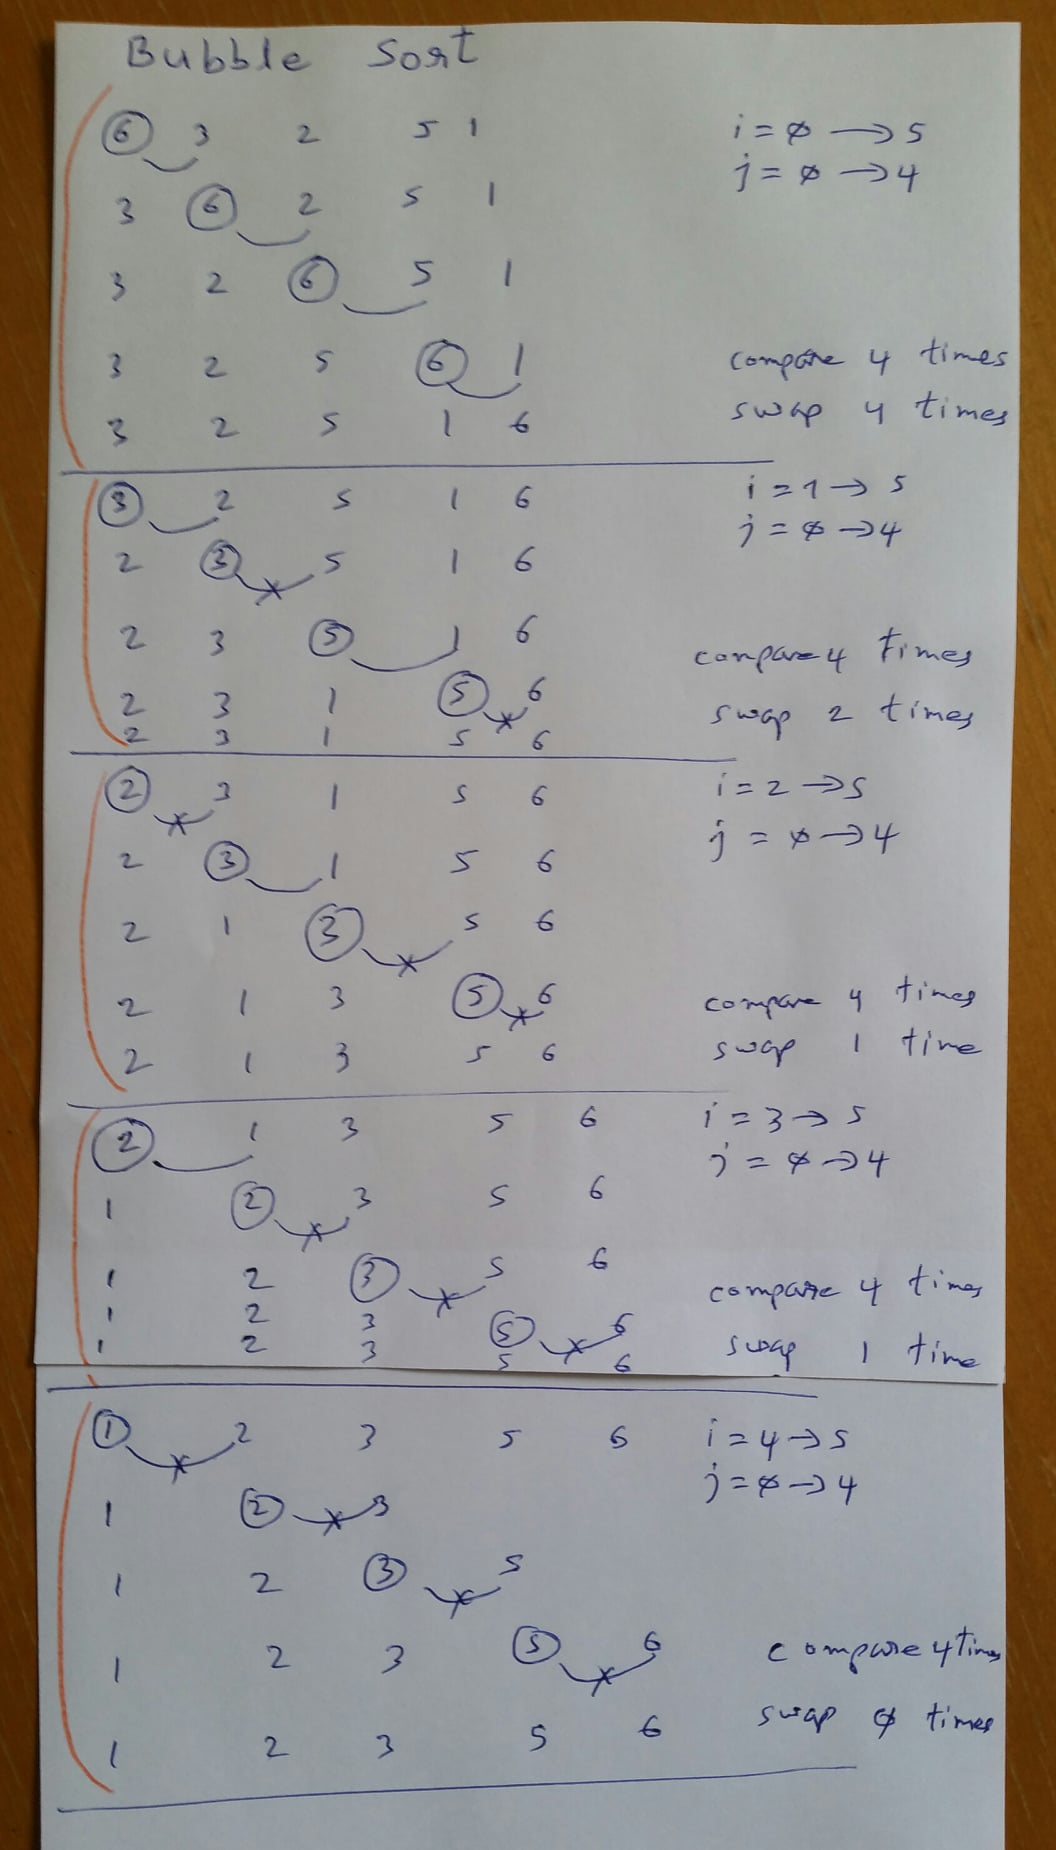 Bubble Sort
6 3 2 5 1 i = 0 → 5
j = 0 → 4
3 6 2 5 1
3 2 6 5 1
3 2 5 6 1 compare 4 times
3 2 5 1 6 swap 4 times
3 2 5 1 6 i = 1 → 5
2 3 5 1 6 j = 0 → 4
2 3 5 1 6 compare 4 times
2 3 1 5 6 swap 2 times
2 3 1 5 6
2 3 1 5 6 i = 2 → 5
2 3 1 5 6 j = 0 → 4
2 1 3 5 6
2 1 3 5 6 compare 4 times
2 1 3 5 6 swap 1 time
2 1 3 5 6 i = 3 → 5
j = 0 → 4
1 2 3 5 6
1 2 3 5 6 compare 4 times
1 2 3 5 6
1 2 3 5 6 swap 1 time
1 2 3 5 6 i = 4 → 5
j = 0 → 4
1 2 3
1 2 3 5
1 2 3 5 6 compare 4 times
swap 0 times
1 2 3 5 6